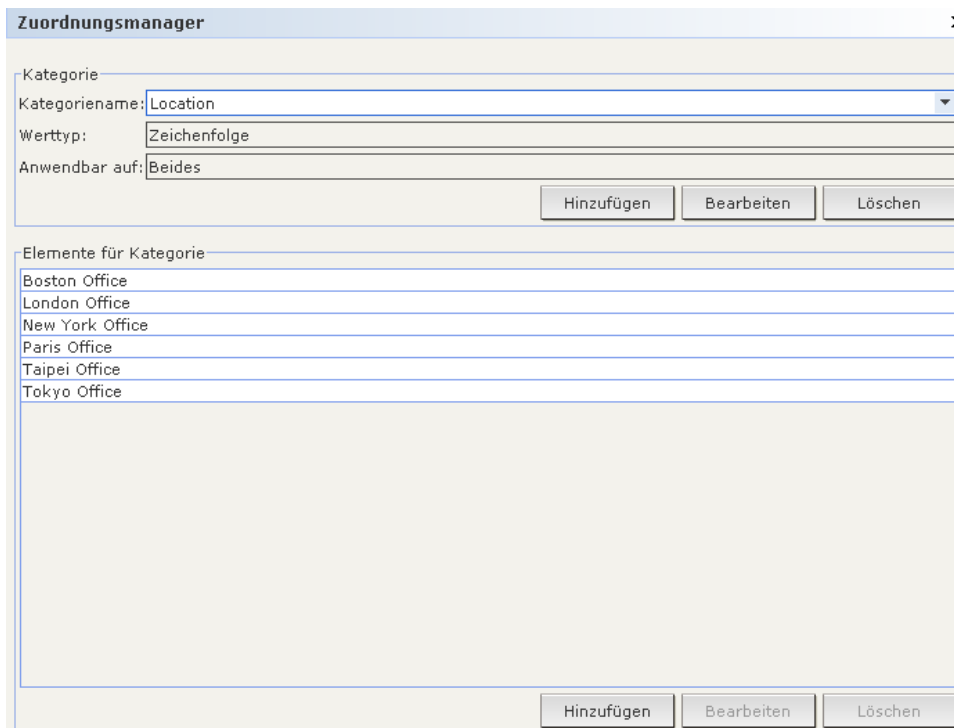 Zuordnungsmanager
Kategorie
Kategoriename: Location
Werttyp: Zeichenfolge
Anwendbar auf: Beides
Hinzufügen Bearbeiten Löschen
Elemente für Kategorie
Boston Office
London Office
New York Office
Paris Office
Taipei Office
Tokyo Office
Hinzufügen Bearbeiten Löschen